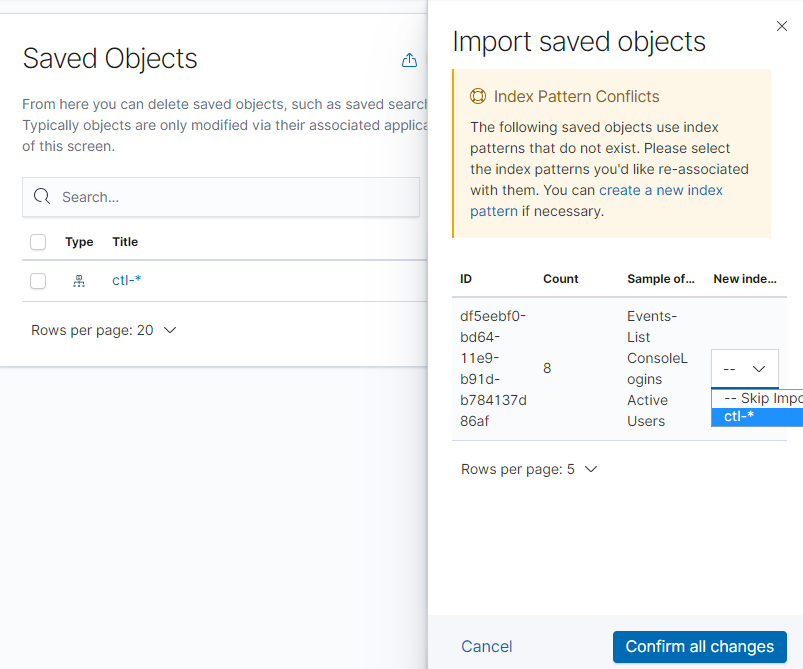 Saved Objects
From here you can delete saved objects, such as saved search
Typically objects are only modified via their associated applica
of this screen.
Search...
Type Title
ctl-*
Rows per page: 20
Import saved objects
Index Pattern Conflicts
The following saved objects use index
patterns that do not exist. Please select
the index patterns you'd like re-associated
with them. You can create a new index
pattern if necessary.
ID Count Sample of... New inde...
df5eebf0-
bd64-
11e9-
b91d-
b784137d
86af
8
Events-
List
ConsoleL
ogins
Active
Users
--
-- Skip Impo
ctl-*
Rows per page: 5
Cancel Confirm all changes